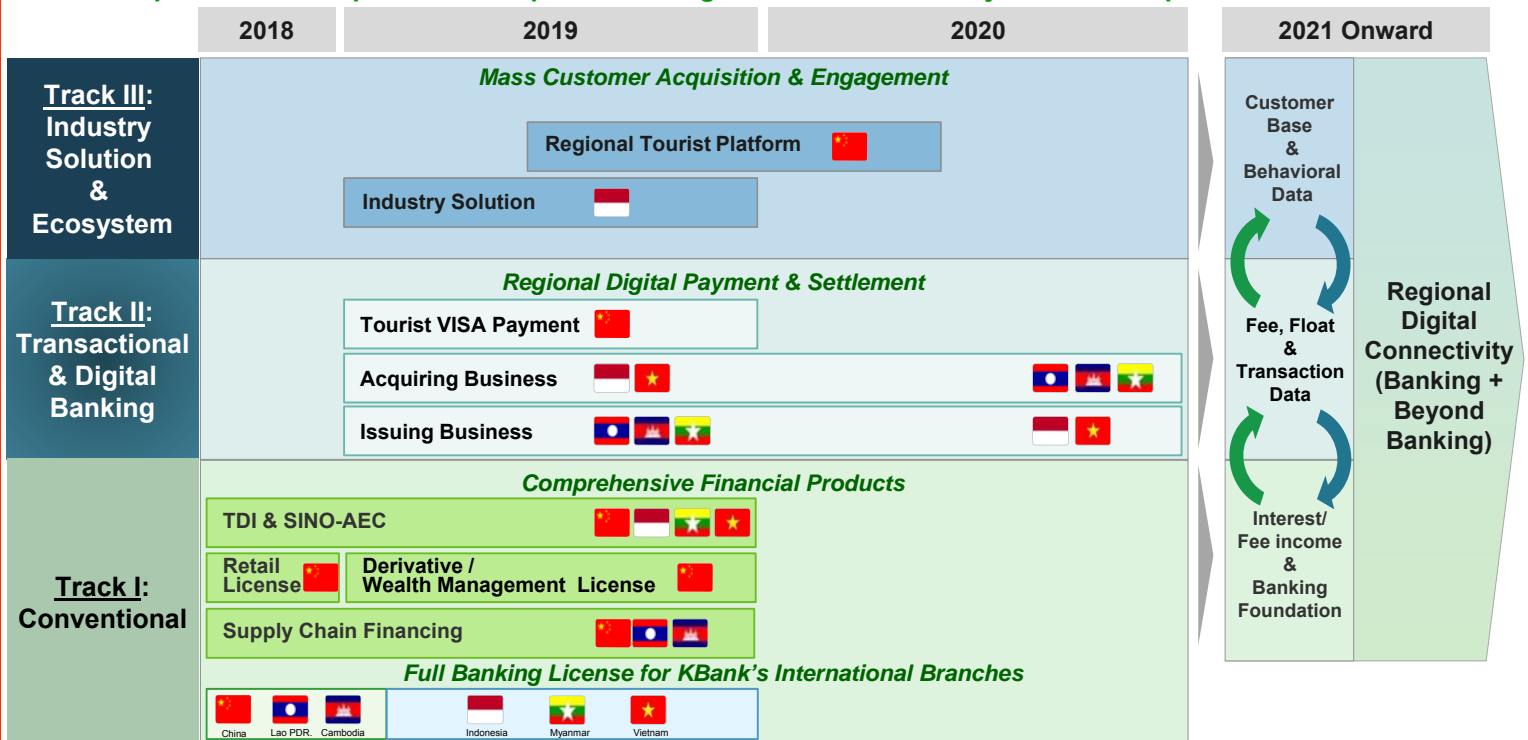 2018
2019
2020
2021 Onward
Track III:
Industry
Solution
&
Ecosystem
Mass Customer Acquisition & Engagement
Regional Tourist Platform
Industry Solution
Customer
Base
&
Behavioral
Data
Track II:
Transactional
& Digital
Banking
Regional Digital Payment & Settlement
Tourist VISA Payment
Acquiring Business
Issuing Business
Fee, Float
&
Transaction
Data
Regional
Digital
Connectivity
(Banking +
Beyond
Banking)
Track I:
Conventional
Comprehensive Financial Products
TDI & SINO-AEC
Retail
License
Derivative /
Wealth Management License
Supply Chain Financing
Interest/
Fee income
&
Banking
Foundation
Full Banking License for KBank's International Branches
China
Lao PDR.
Cambodia
Indonesia
Myanmar
Vietnam